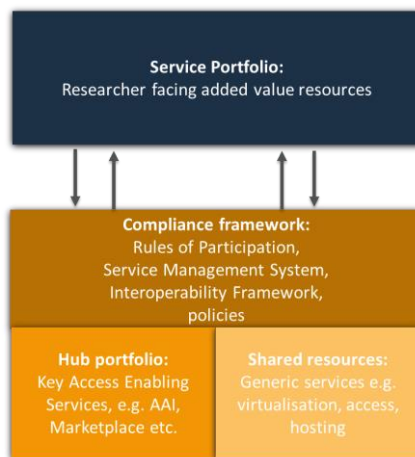 Service Portfolio:
Researcher facing added value resources
Compliance framework:
Rules of Participation,
Service Management System,
Interoperability Framework,
policies
Hub portfolio:
Key Access Enabling
Services, e.g. AAI,
Marketplace etc.
Shared resources:
Generic services e.g.
virtualisation, access,
hosting